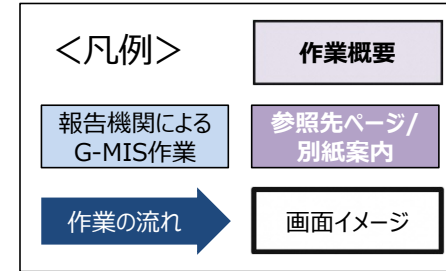 ＜凡例＞
作業概要
報告機関による
G-MIS作業
参照先ページ/
別紙案内
作業の流れ
画面イメージ